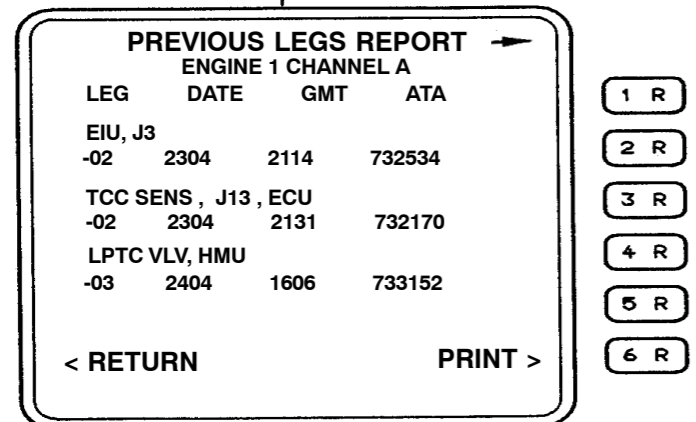 PREVIOUS LEGS REPORT →
ENGINE 1 CHANNEL A
LEG DATE GMT ATA
EIU, J3
-02 2304 2114 732534
TCC SENS , J13 , ECU
-02 2304 2131 732170
LPTC VLV, HMU
-03 2404 1606 733152
< RETURN PRINT >
1 R
2 R
3 R
4 R
5 R
6 R